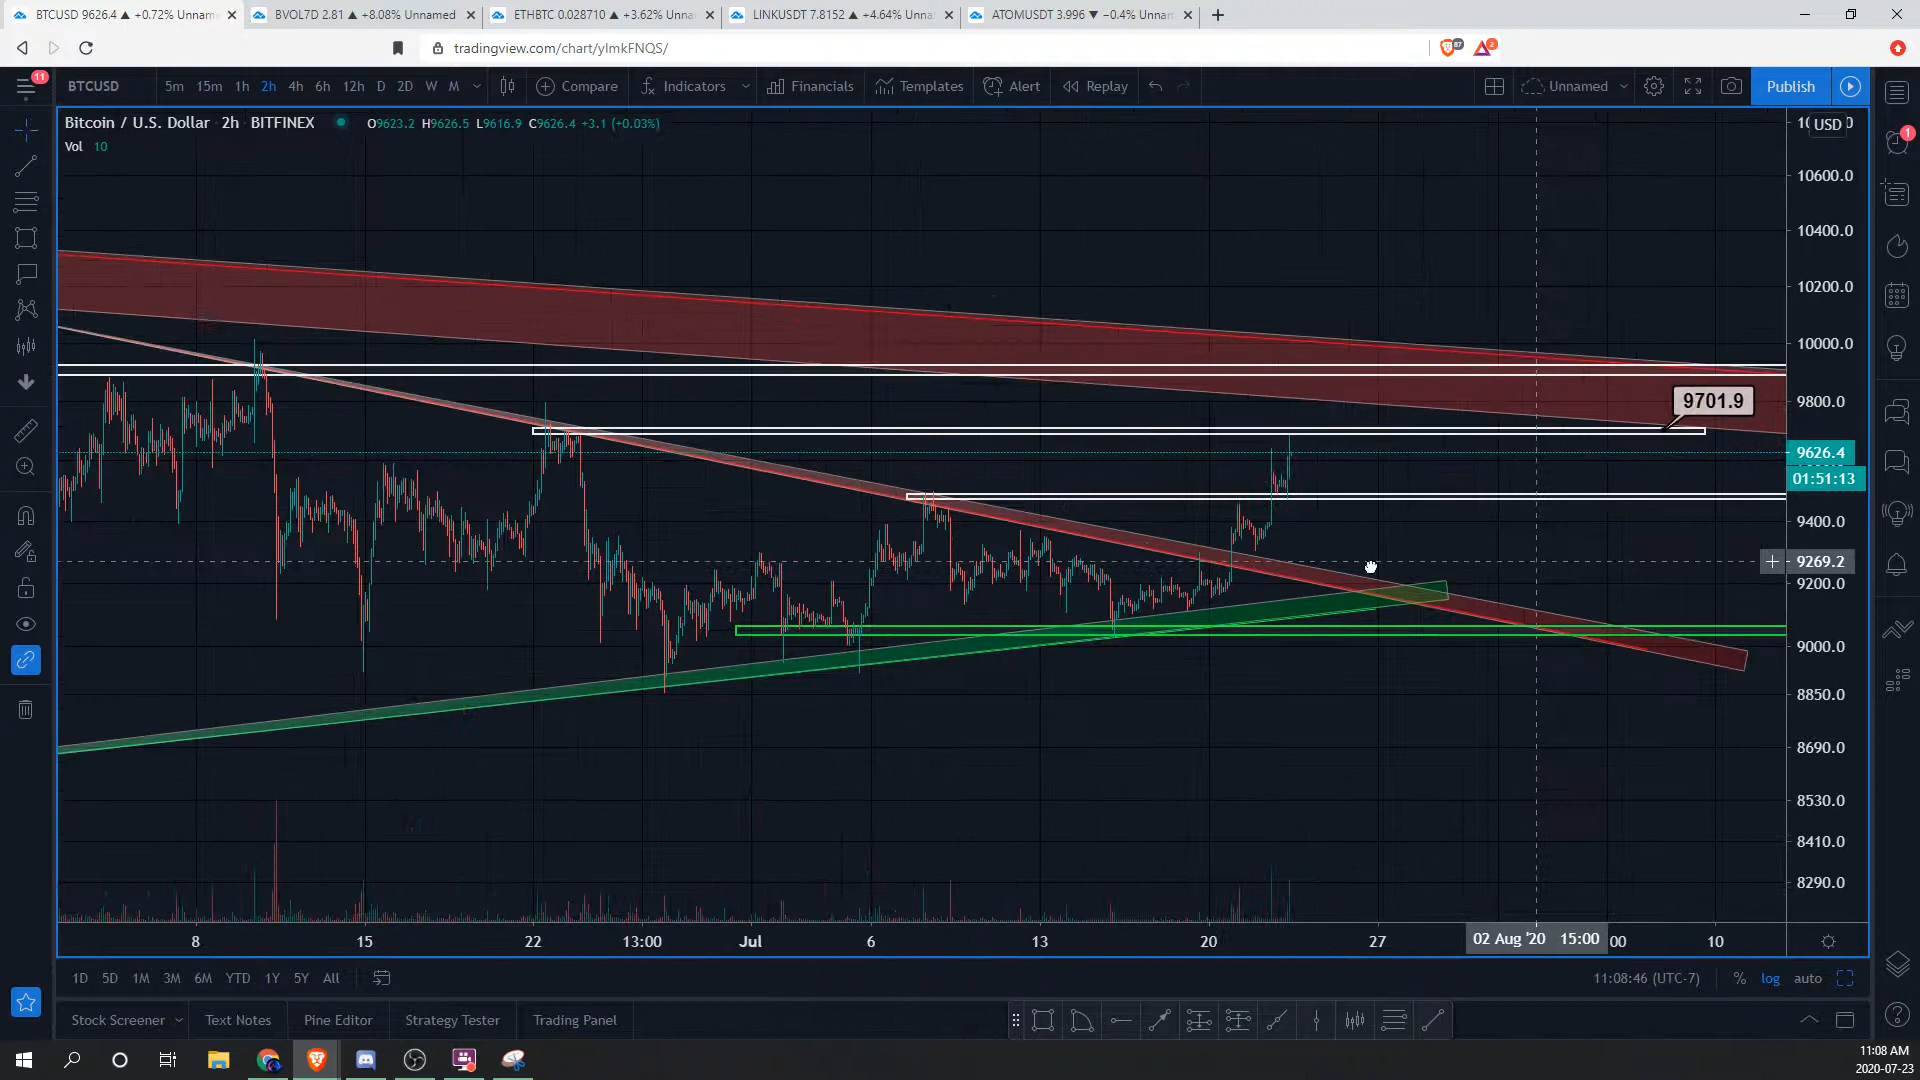 BTCUSD 9626.4 ▲ +0.72% Unname
BVOL7D 2.81 ▲ +8.08% Unnamed
ETHBTC 0.028710 ▲ +3.62% Unna
LINKUSDT 7.8152 ▲ +4.64% Unna
ATOMUSDT 3.996 ▼ −0.4% Unnam
tradingview.com/chart/yImkFNQS/
87
2
11
BTCUSD 5m 15m 1h 2h 4h 6h 12h D 2D W M
Compare
Indicators
Financials
Templates
Alert
Replay
Unnamed
Publish
Bitcoin / U.S. Dollar 2h BITFINEX
O9623.2 H9626.5 L9616.9 C9626.4 +3.1 (+0.03%)
Vol 10
USD
1
10600.0
10400.0
10200.0
10000.0
9800.0
9701.9
9626.4
01:51:13
9400.0
9269.2
9200.0
9000.0
8850.0
8690.0
8530.0
8410.0
8290.0
8 15 22 13:00 Jul 6 13 20 27 02 Aug '20 15:00 00 10
1D 5D 1M 3M 6M YTD 1Y 5Y All
11:08:46 (UTC-7) % log auto
Stock Screener
Text Notes
Pine Editor
Strategy Tester
Trading Panel
11:08 AM
2020-07-23